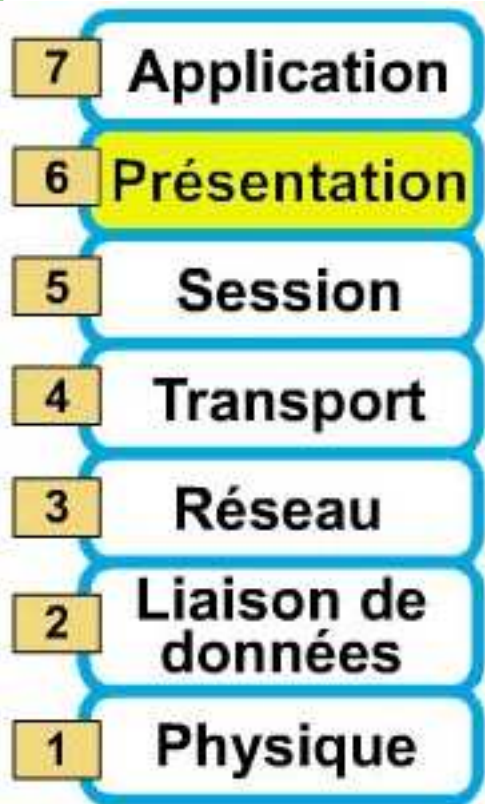 7 Application
6 Présentation
5 Session
4 Transport
3 Réseau
2 Liaison de
données
1 Physique